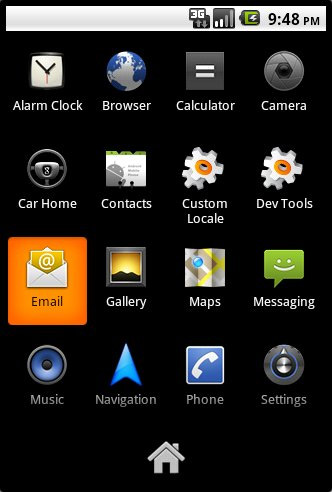 3G 9:48 PM
Alarm Clock Browser Calculator Camera
Car Home Contacts Custom Locale Dev Tools
Email Gallery Maps Messaging
Music Navigation Phone Settings